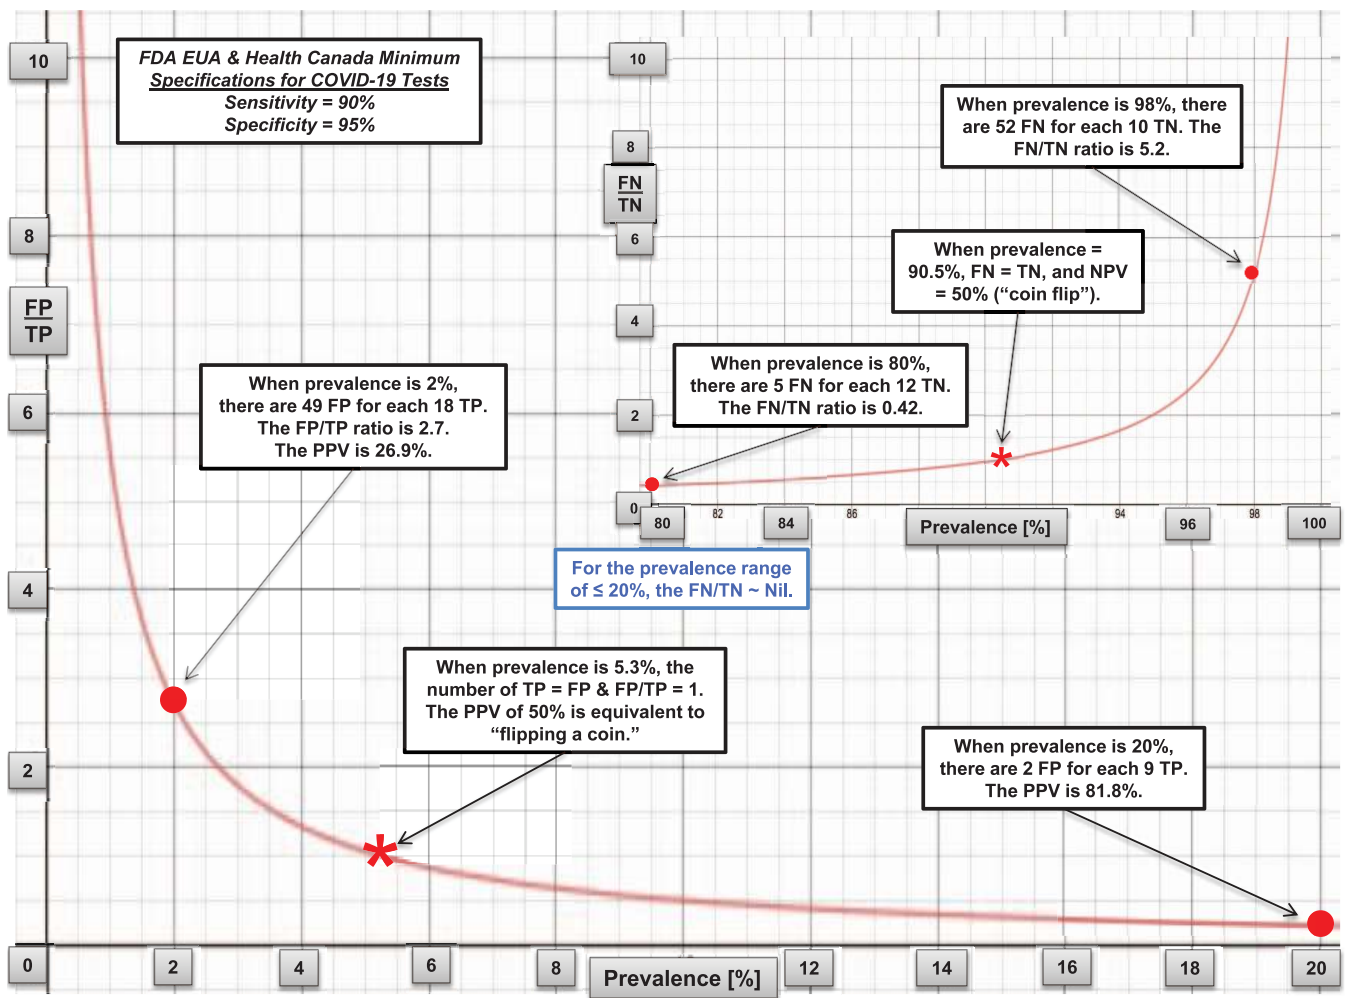 FDA EUA & Health Canada Minimum
Specifications for COVID-19 Tests
Sensitivity = 90%
Specificity = 95%
10
8
FP
TP
6
4
2
0
When prevalence is 2%,
there are 49 FP for each 18 TP.
The FP/TP ratio is 2.7.
The PPV is 26.9%.
When prevalence is 5.3%, the
number of TP = FP & FP/TP = 1.
The PPV of 50% is equivalent to
“flipping a coin.”
When prevalence is 20%,
there are 2 FP for each 9 TP.
The PPV is 81.8%.
2
4
6
8
Prevalence [%]
12
14
16
18
20
10
8
FN
TN
6
4
2
0
When prevalence is 98%, there
are 52 FN for each 10 TN. The
FN/TN ratio is 5.2.
When prevalence =
90.5%, FN = TN, and NPV
= 50% (“coin flip”).
When prevalence is 80%,
there are 5 FN for each 12 TN.
The FN/TN ratio is 0.42.
80
82
84
86
Prevalence [%]
94
96
98
100
For the prevalence range
of ≤ 20%, the FN/TN ~ Nil.